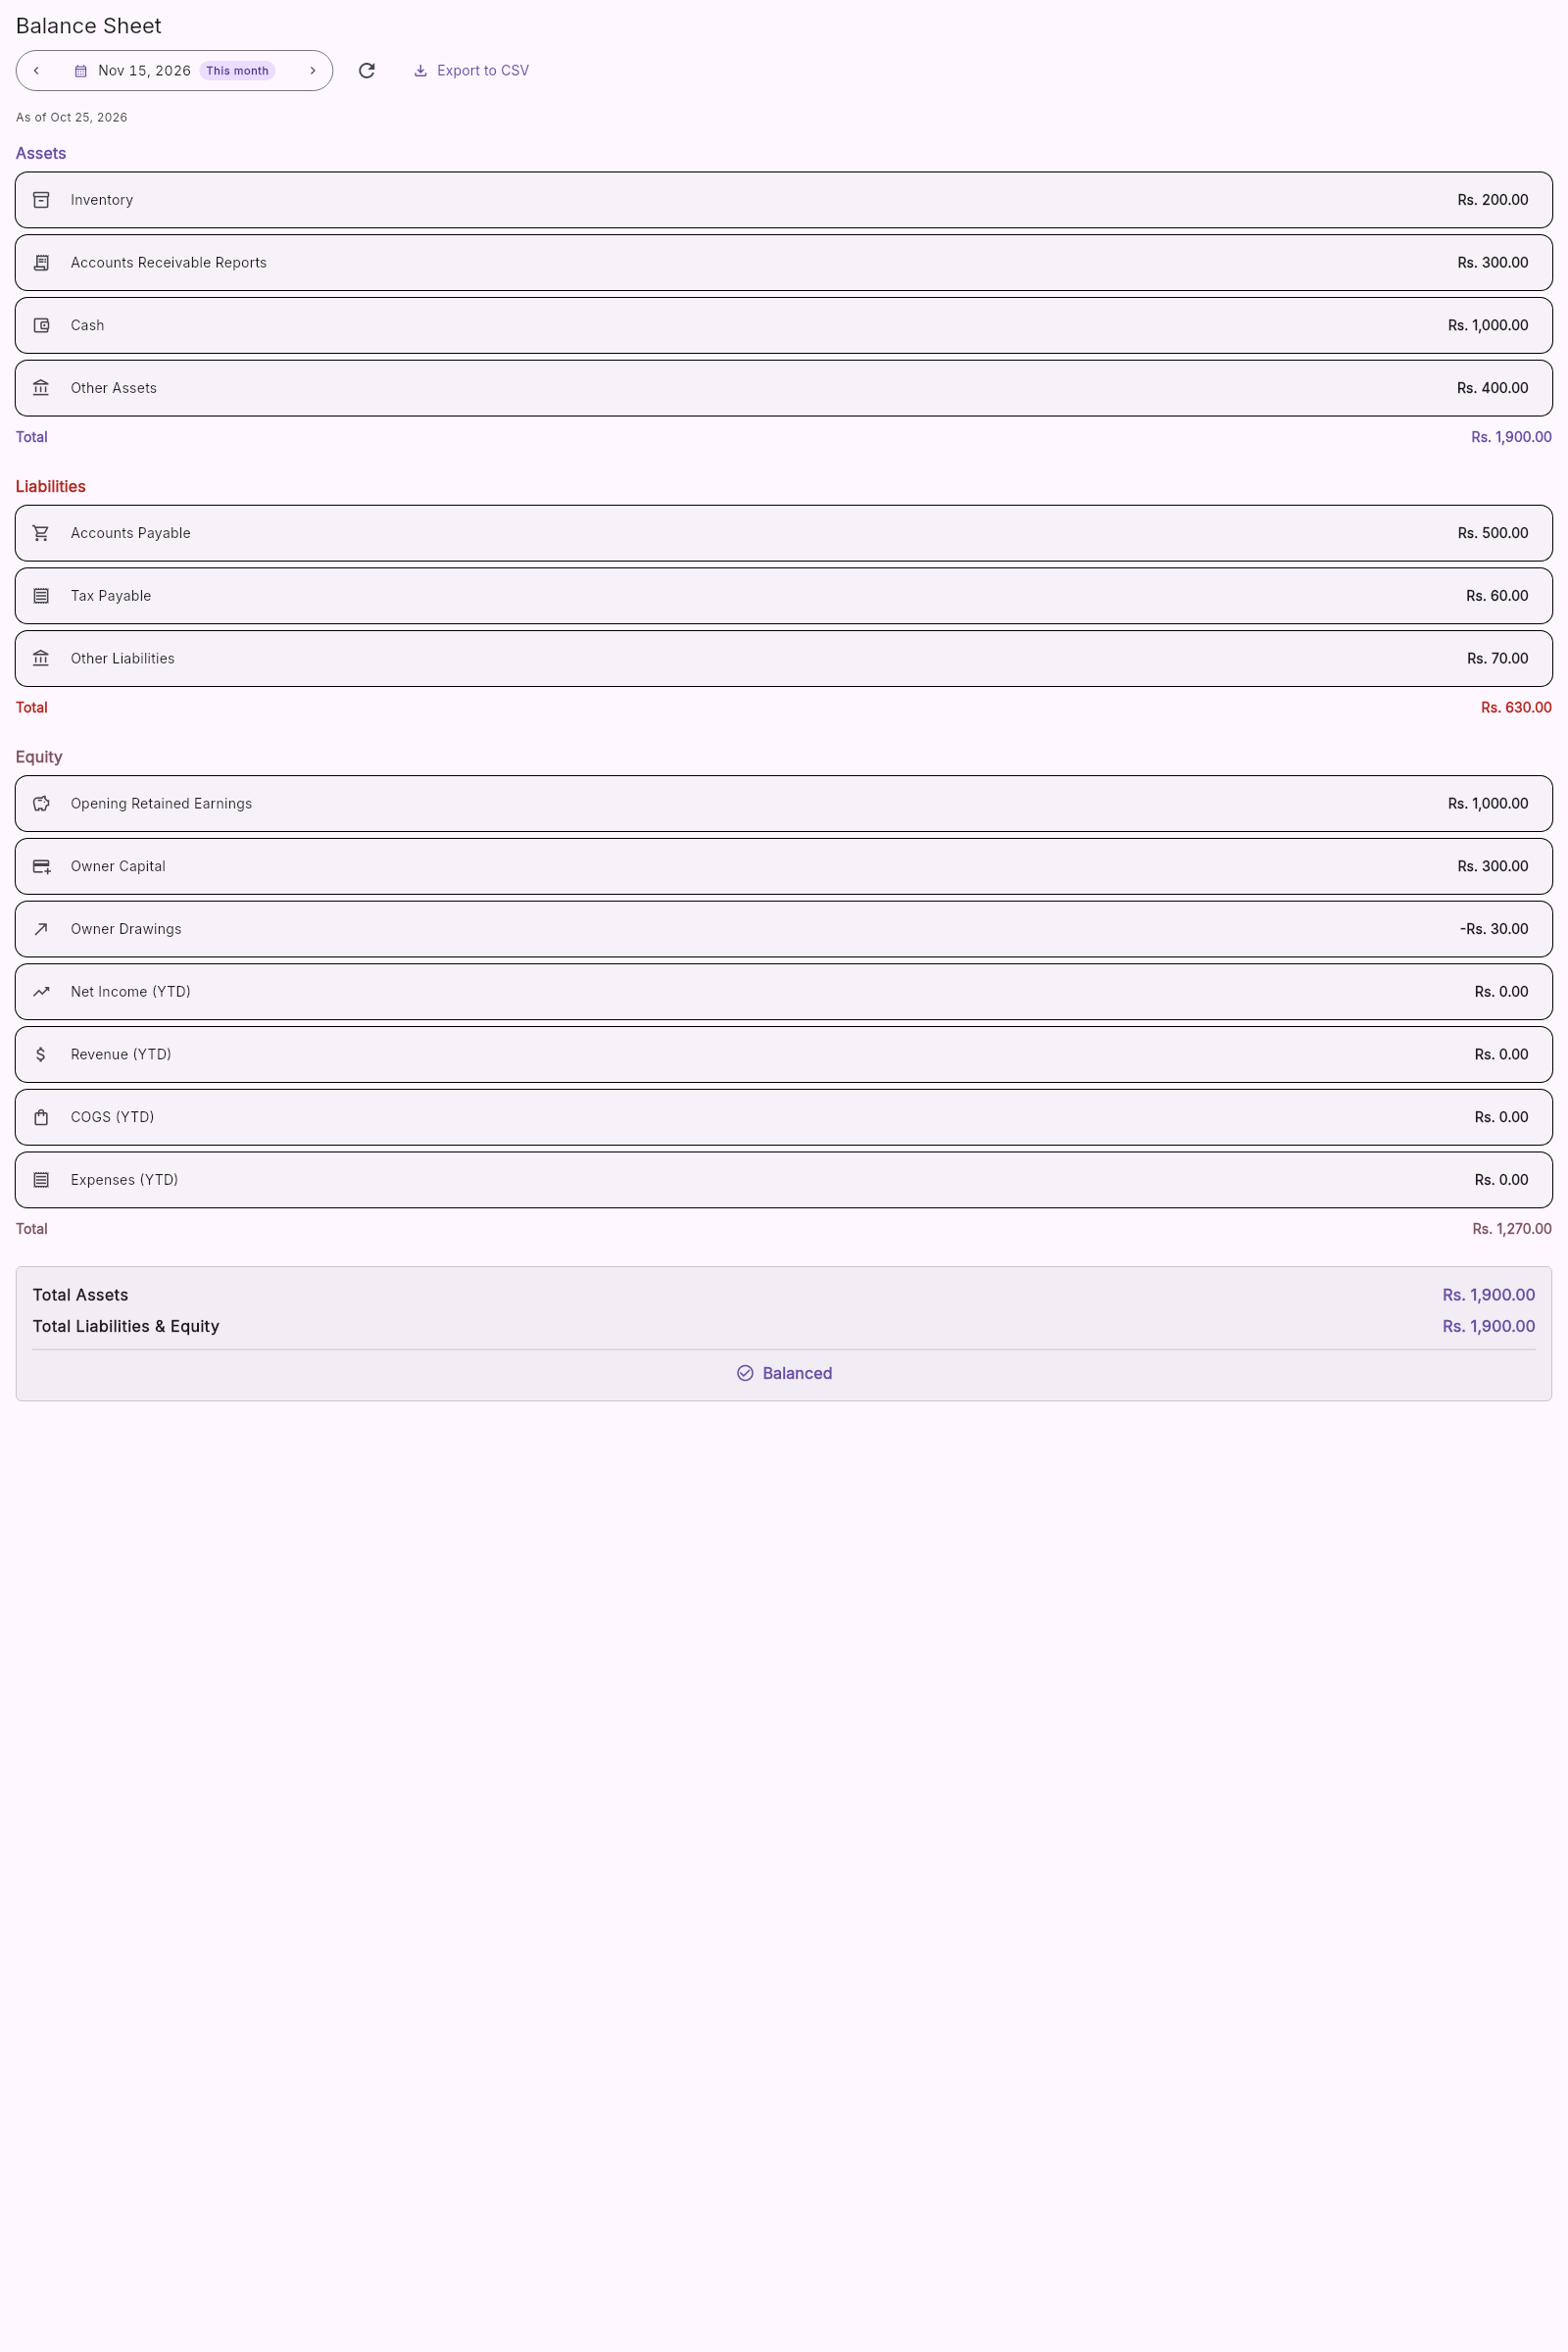 Balance Sheet
Nov 15, 2026 This month
Export to CSV
As of Oct 25, 2026
Assets
Inventory Rs. 200.00
Accounts Receivable Reports Rs. 300.00
Cash Rs. 1,000.00
Other Assets Rs. 400.00
Total Rs. 1,900.00
Liabilities
Accounts Payable Rs. 500.00
Tax Payable Rs. 60.00
Other Liabilities Rs. 70.00
Total Rs. 630.00
Equity
Opening Retained Earnings Rs. 1,000.00
Owner Capital Rs. 300.00
Owner Drawings -Rs. 30.00
Net Income (YTD) Rs. 0.00
Revenue (YTD) Rs. 0.00
COGS (YTD) Rs. 0.00
Expenses (YTD) Rs. 0.00
Total Rs. 1,270.00
Total Assets Rs. 1,900.00
Total Liabilities & Equity Rs. 1,900.00
Balanced